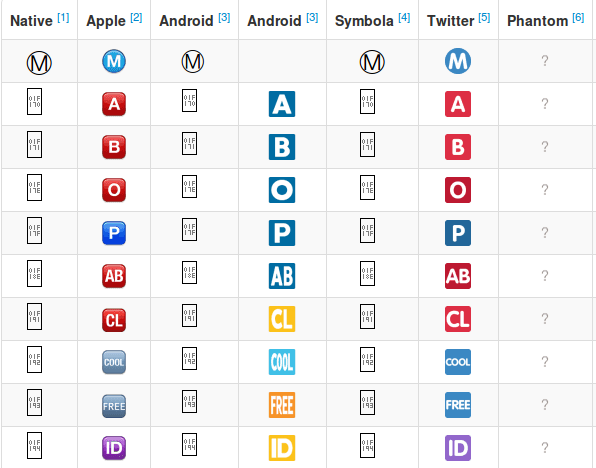 Native [1] Apple [2] Android [3] Android [3] Symbola [4] Twitter [5] Phantom [6]
Ⓜ M Ⓜ Ⓜ M ?
01F170 A 01F170 A 01F170 A ?
01F171 B 01F171 B 01F171 B ?
01F17E O 01F17E O 01F17E O ?
01F17F P 01F17F P 01F17F P ?
01F18E AB 01F18E AB 01F18E AB ?
01F191 CL 01F191 CL 01F191 CL ?
01F192 COOL 01F192 COOL 01F192 COOL ?
01F193 FREE 01F193 FREE 01F193 FREE ?
01F194 ID 01F194 ID 01F194 ID ?